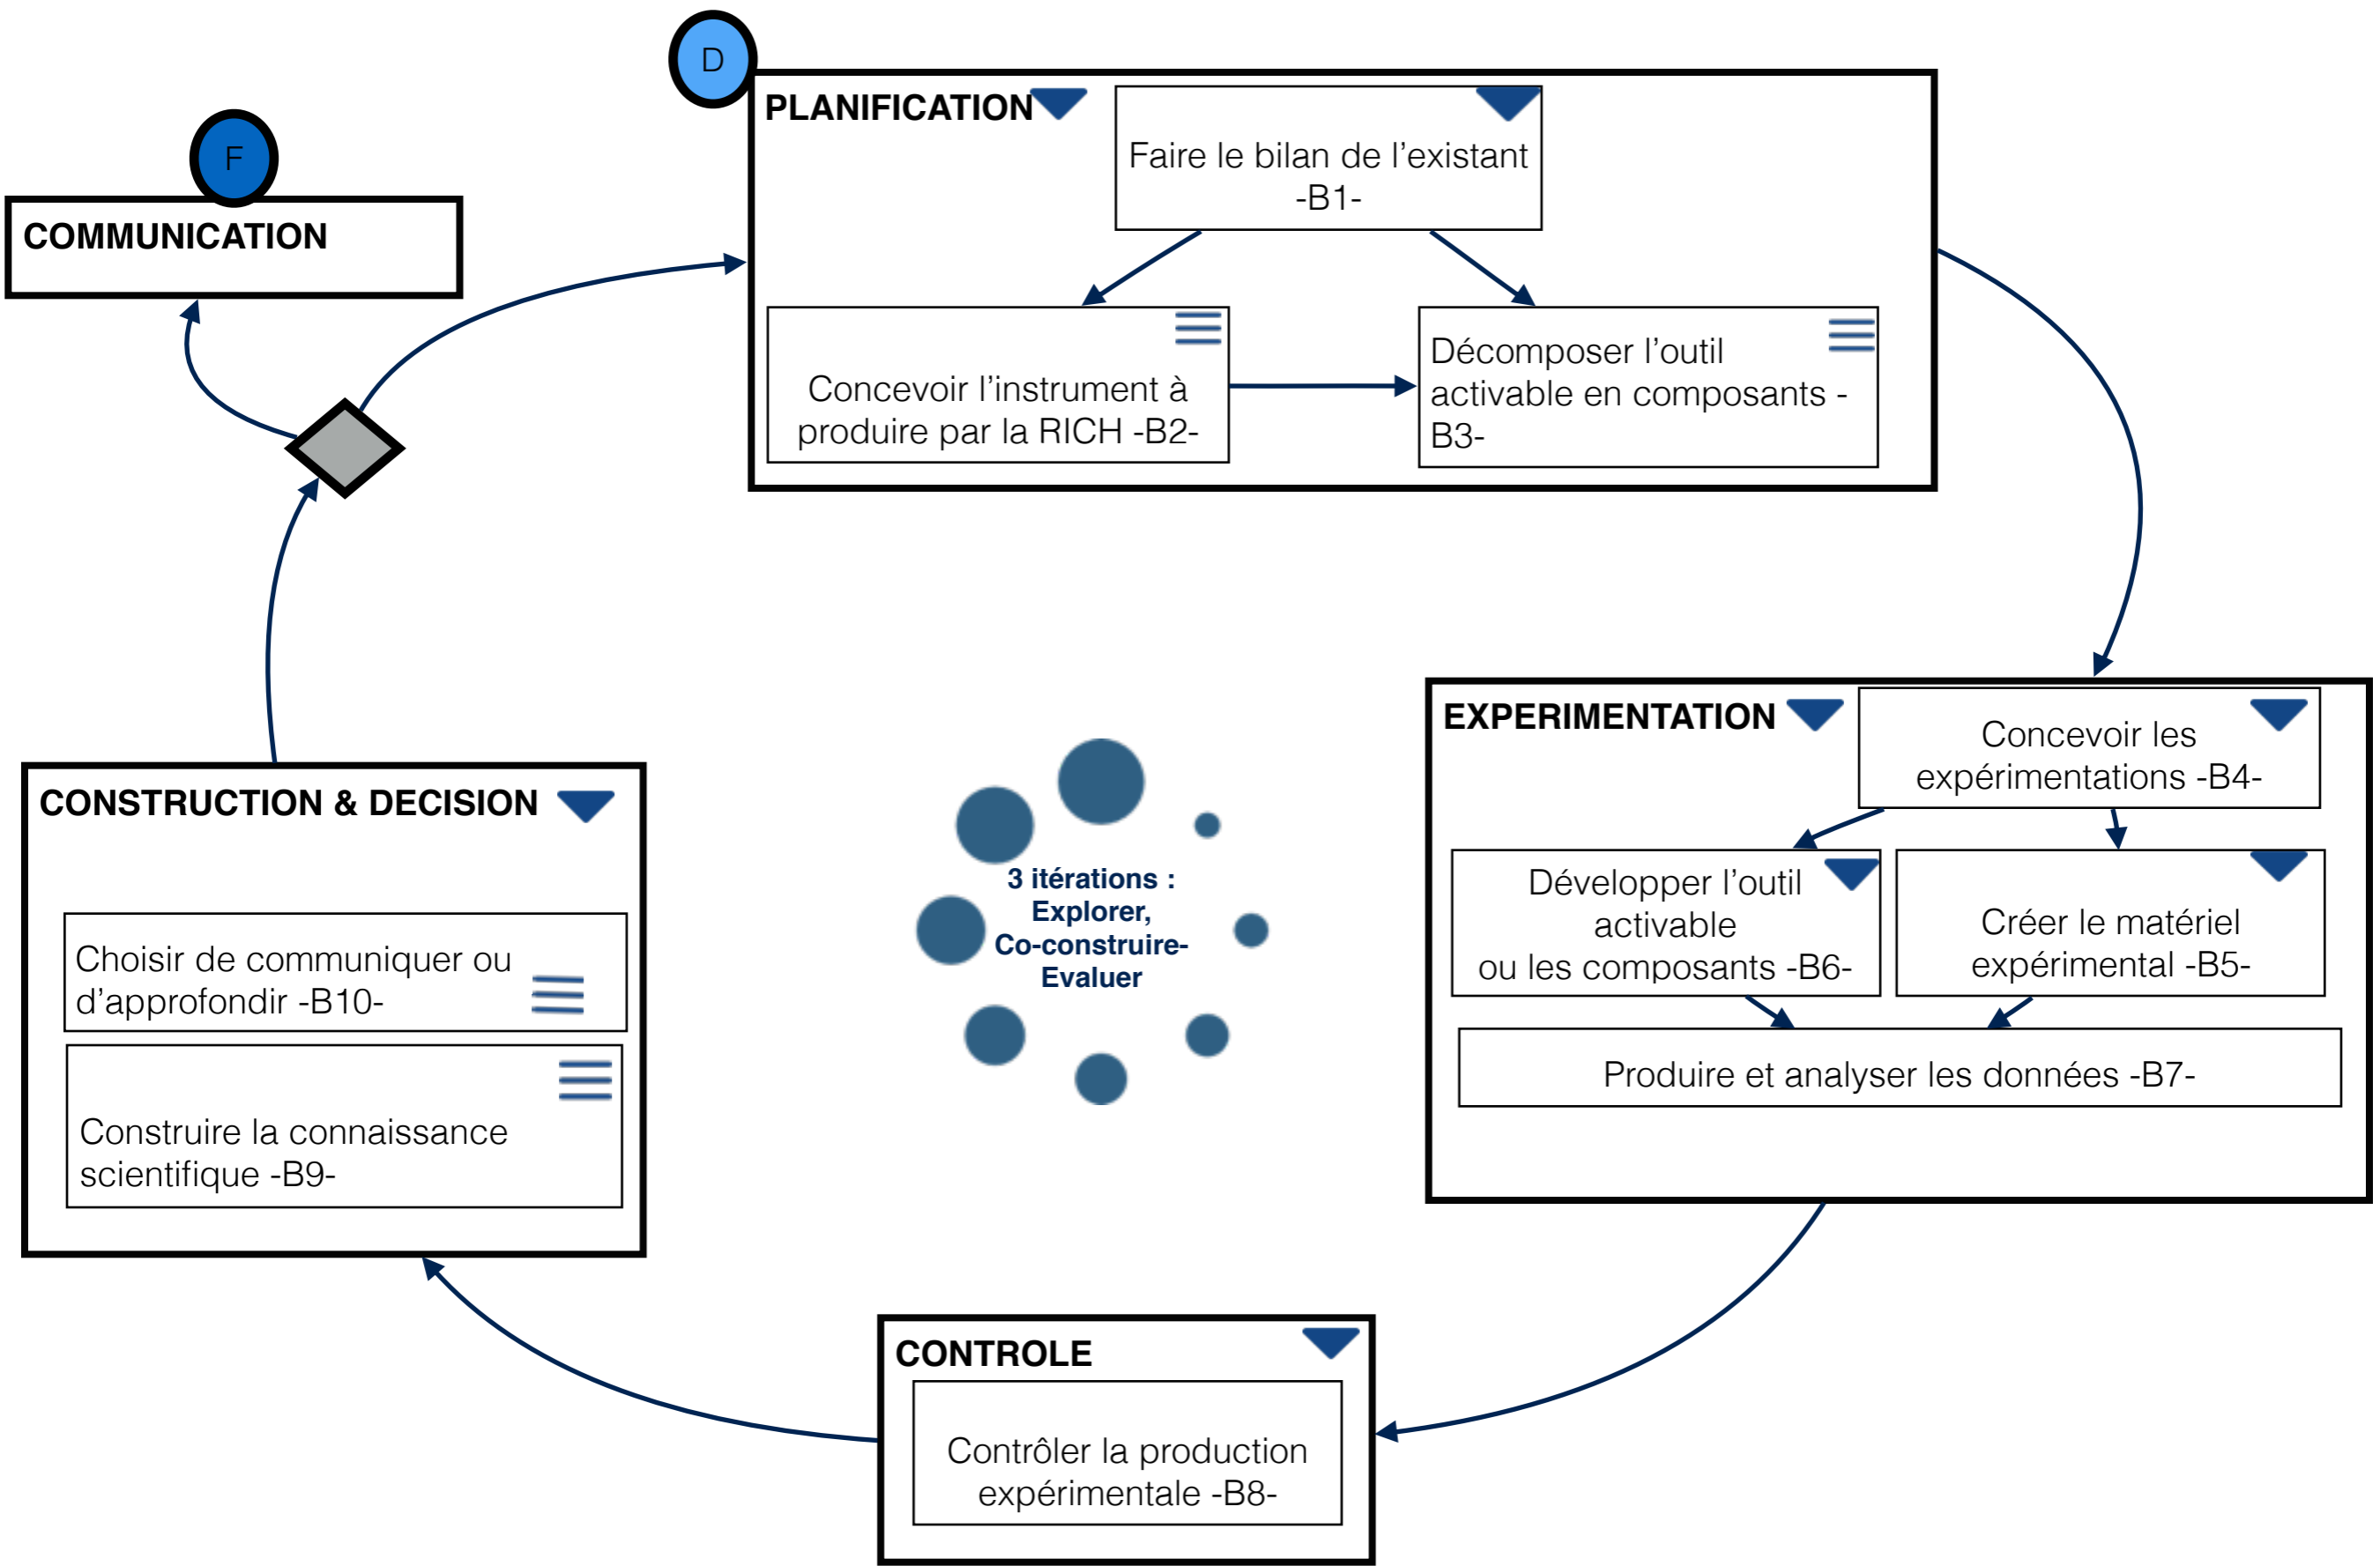 D
PLANIFICATION
Faire le bilan de l’existant
-B1-
F
COMMUNICATION
Concevoir l’instrument à
produire par la RICH -B2-
Décomposer l’outil
activable en composants -
B3-
EXPERIMENTATION
Concevoir les
expérimentations -B4-
Développer l’outil
activable
ou les composants -B6-
Créer le matériel
expérimental -B5-
Produire et analyser les données -B7-
CONSTRUCTION & DECISION
Choisir de communiquer ou
d’approfondir -B10-
Construire la connaissance
scientifique -B9-
3 itérations :
Explorer,
Co-construire-
Evaluer
CONTROLE
Contrôler la production
expérimentale -B8-